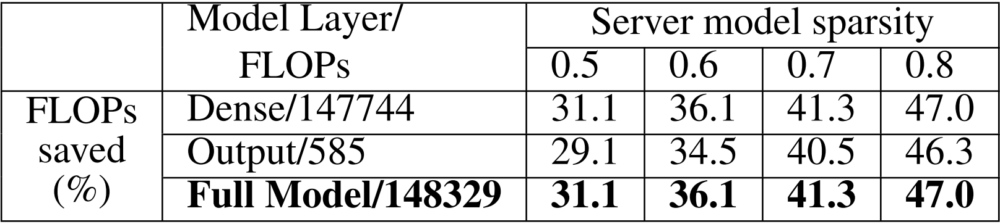 Model Layer/ FLOPs Server model sparsity
0.5 0.6 0.7 0.8
FLOPs saved (%) Dense/147744 31.1 36.1 41.3 47.0
Output/585 29.1 34.5 40.5 46.3
Full Model/148329 31.1 36.1 41.3 47.0